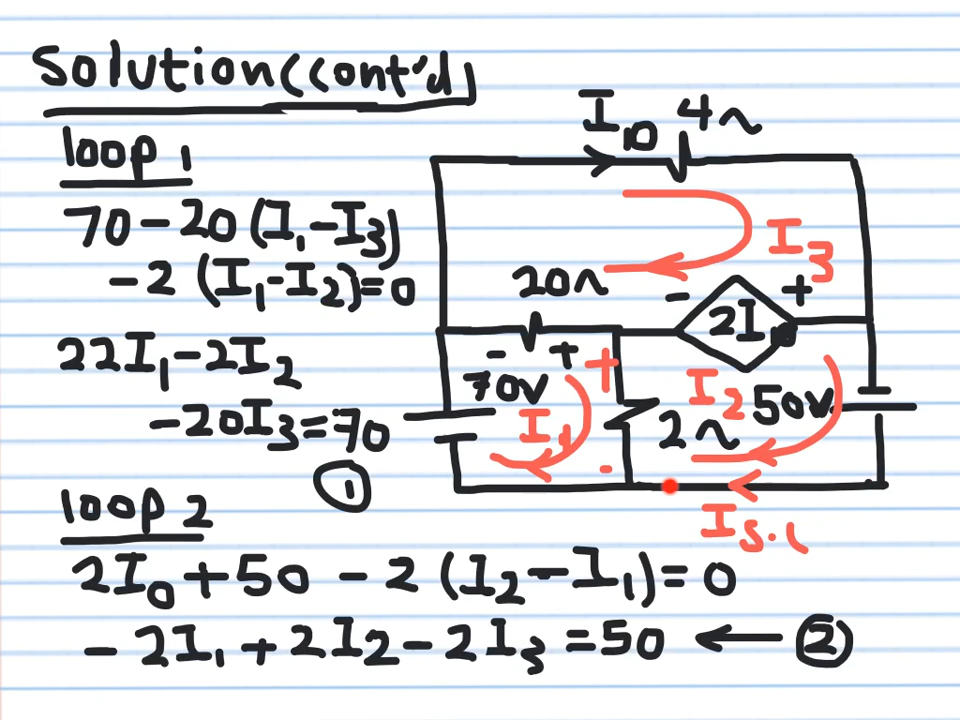 Solution (cont'd)
loop 1
70 - 20 (I₁ - I₃)
- 2 (I₁ - I₂) = 0
22I₁ - 2I₂
- 20I₃ = 70
①
loop 2
2I₀ + 50 - 2 (I₂ - I₁) = 0
- 2I₁ + 2I₂ - 2I₃ = 50 ← ②
I₁₀ 4Ω
I₃
20Ω
- +
2I₁₀
- +
70V
+
I₁
-
I₂
50V
2Ω
Is.c